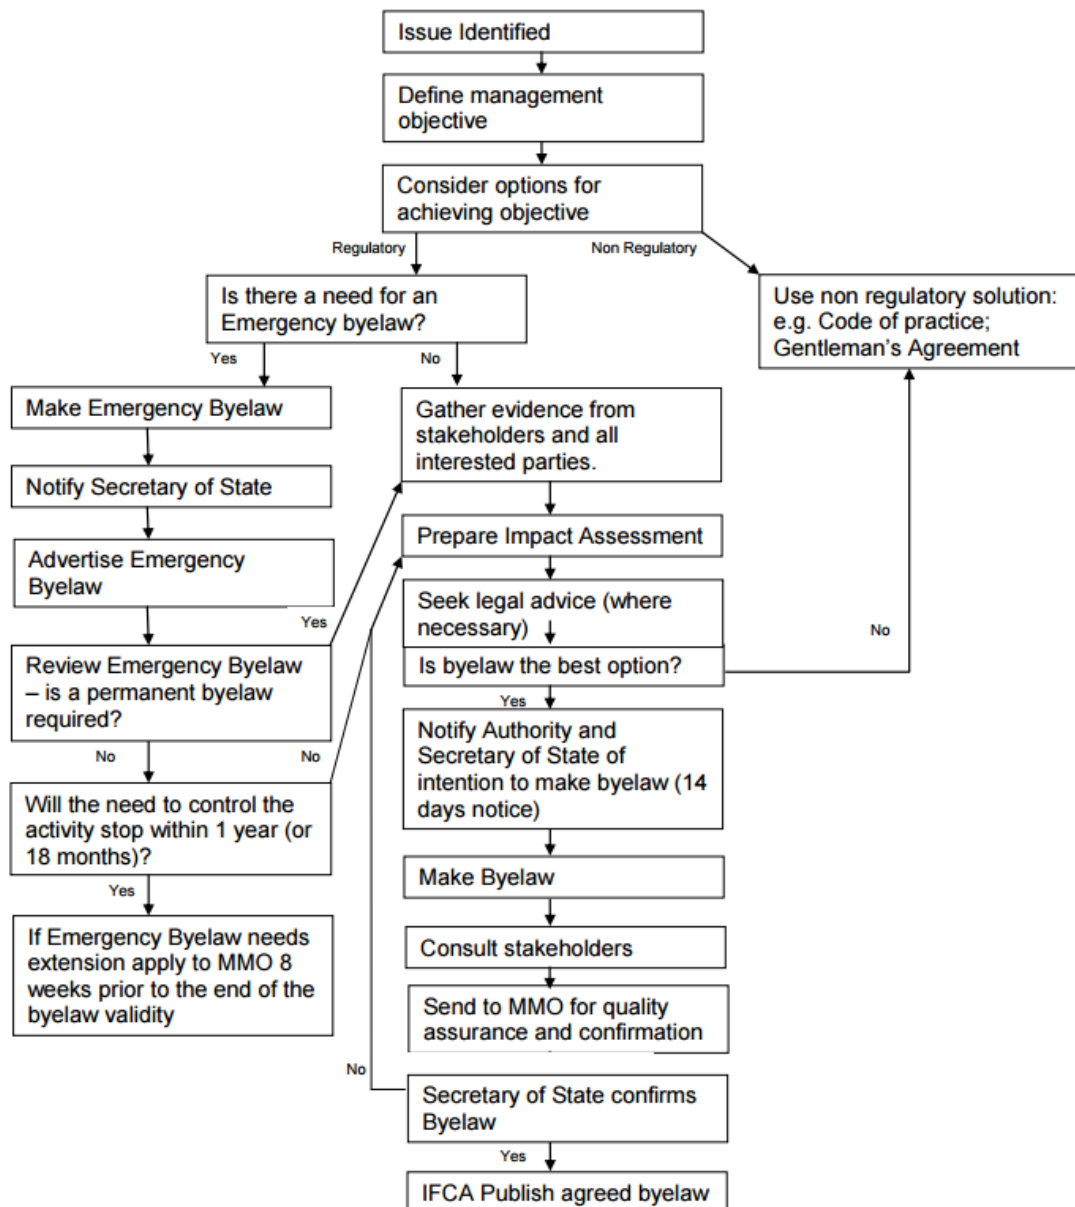 Issue Identified
Define management
objective
Consider options for
achieving objective
Regulatory
Non Regulatory
Is there a need for an
Emergency byelaw?
Use non regulatory solution:
e.g. Code of practice;
Gentleman's Agreement
Yes
No
Make Emergency Byelaw
Gather evidence from
stakeholders and all
interested parties.
Notify Secretary of State
Prepare Impact Assessment
Advertise Emergency
Byelaw
Seek legal advice (where
necessary)
Yes
No
Review Emergency Byelaw
– is a permanent byelaw
required?
Is byelaw the best option?
Yes
No
No
Notify Authority and
Secretary of State of
intention to make byelaw (14
days notice)
Will the need to control the
activity stop within 1 year (or
18 months)?
Make Byelaw
Yes
If Emergency Byelaw needs
extension apply to MMO 8
weeks prior to the end of the
byelaw validity
Consult stakeholders
Send to MMO for quality
assurance and confirmation
No
Secretary of State confirms
Byelaw
Yes
IFCA Publish agreed byelaw